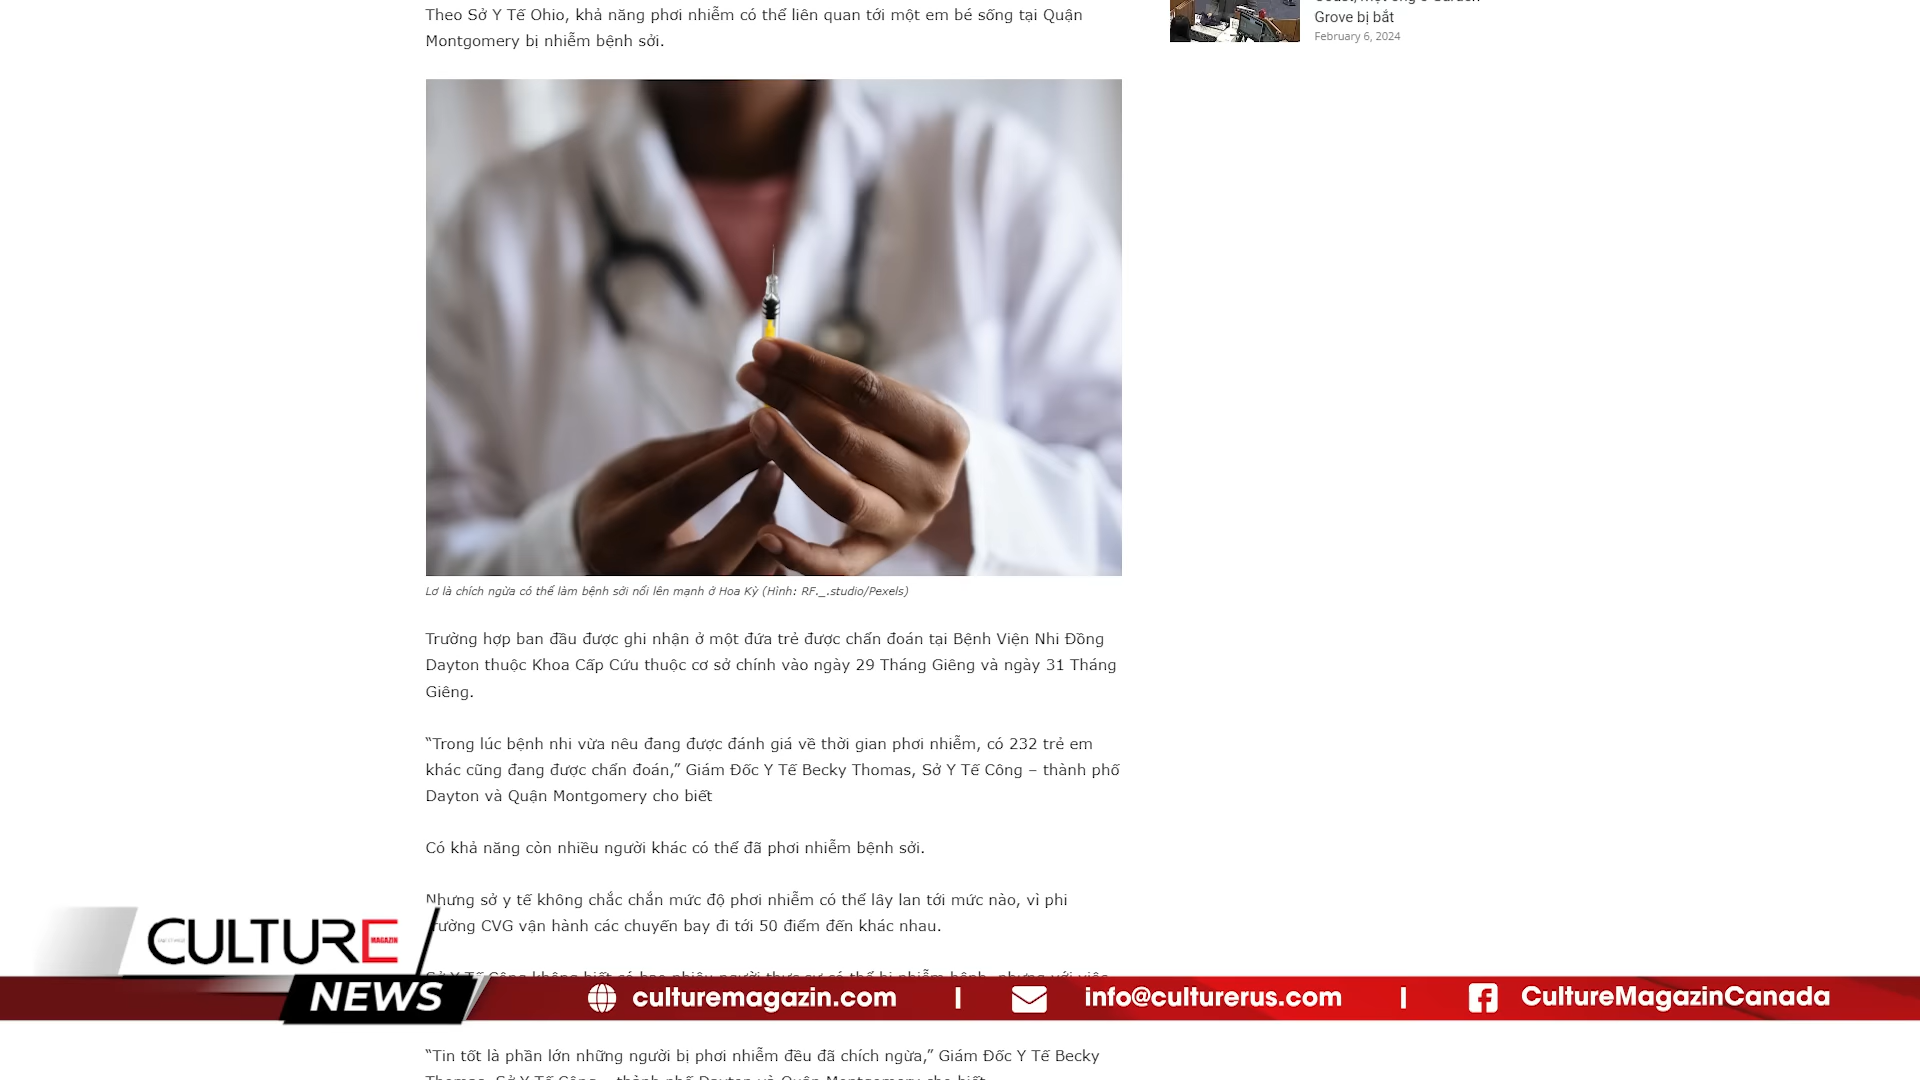 Theo Sở Y Tế Ohio, khả năng phơi nhiễm có thể liên quan tới một em bé sống tại Quận
Montgomery bị nhiễm bệnh sởi.
Grove bị bắt
February 6, 2024
Lơ là chích ngừa có thể làm bệnh sởi nổi lên mạnh ở Hoa Kỳ (Hình: RF._.studio/Pexels)
Trường hợp ban đầu được ghi nhận ở một đứa trẻ được chẩn đoán tại Bệnh Viện Nhi Đồng
Dayton thuộc Khoa Cấp Cứu thuộc cơ sở chính vào ngày 29 Tháng Giêng và ngày 31 Tháng
Giêng.
“Trong lúc bệnh nhi vừa nêu đang được đánh giá về thời gian phơi nhiễm, có 232 trẻ em
khác cũng đang được chẩn đoán,” Giám Đốc Y Tế Becky Thomas, Sở Y Tế Công – thành phố
Dayton và Quận Montgomery cho biết
Có khả năng còn nhiều người khác có thể đã phơi nhiễm bệnh sởi.
Nhưng sở y tế không chắc chắn mức độ phơi nhiễm có thể lây lan tới mức nào, vì phi
trường CVG vận hành các chuyến bay đi tới 50 điểm đến khác nhau.
CULTURE MAGAZIN
NEWS
culturemagazin.com | info@culturerus.com | CultureMagazinCanada
“Tin tốt là phần lớn những người bị phơi nhiễm đều đã chích ngừa,” Giám Đốc Y Tế Becky